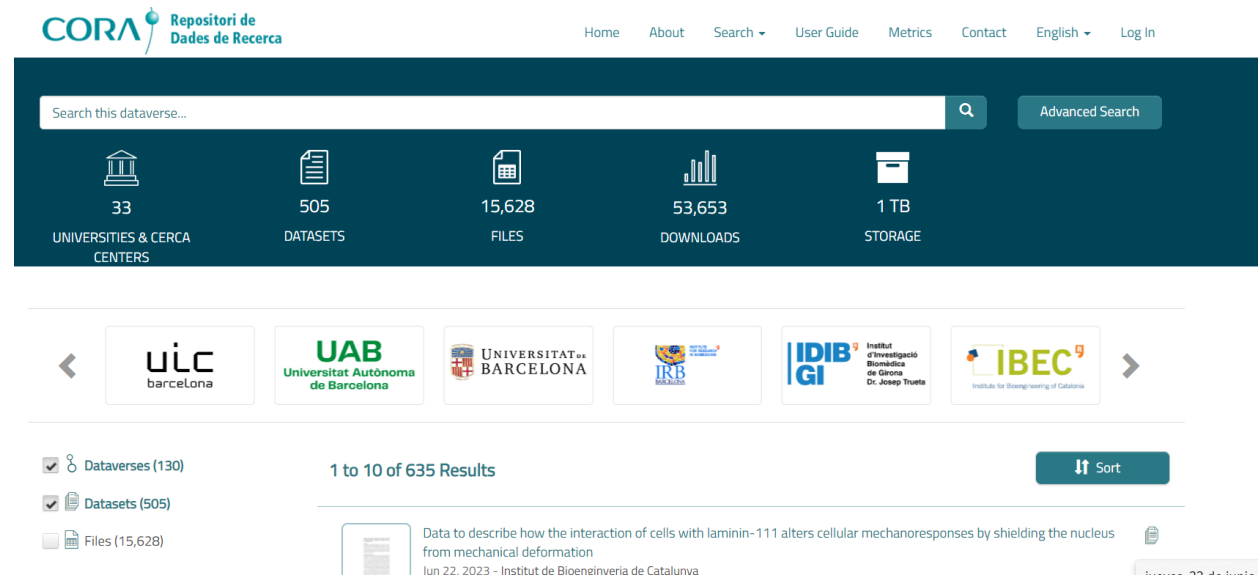 CORA Repositori de
Dades de Recerca
Home About Search User Guide Metrics Contact English Log In
Search this dataverse...
Advanced Search
33
UNIVERSITIES & CERCA
CENTERS
505
DATASETS
15,628
FILES
53,653
DOWNLOADS
1 TB
STORAGE
uic
barcelona
UAB
Universitat Autònoma
de Barcelona
UNIVERSITAT DE
BARCELONA
IRB
BARCELONA
IDIB
GI
Institut
d'Investigació
Biomèdica
de Girona
Dr. Josep Trueta
IBEC
Institute for Bioengineering of Catalonia
Dataverses (130)
Datasets (505)
Files (15,628)
1 to 10 of 635 Results
Sort
Data to describe how the interaction of cells with laminin-111 alters cellular mechanoresponses by shielding the nucleus
from mechanical deformation
Jun 22, 2023 - Institut de Bioenginyeria de Catalunya